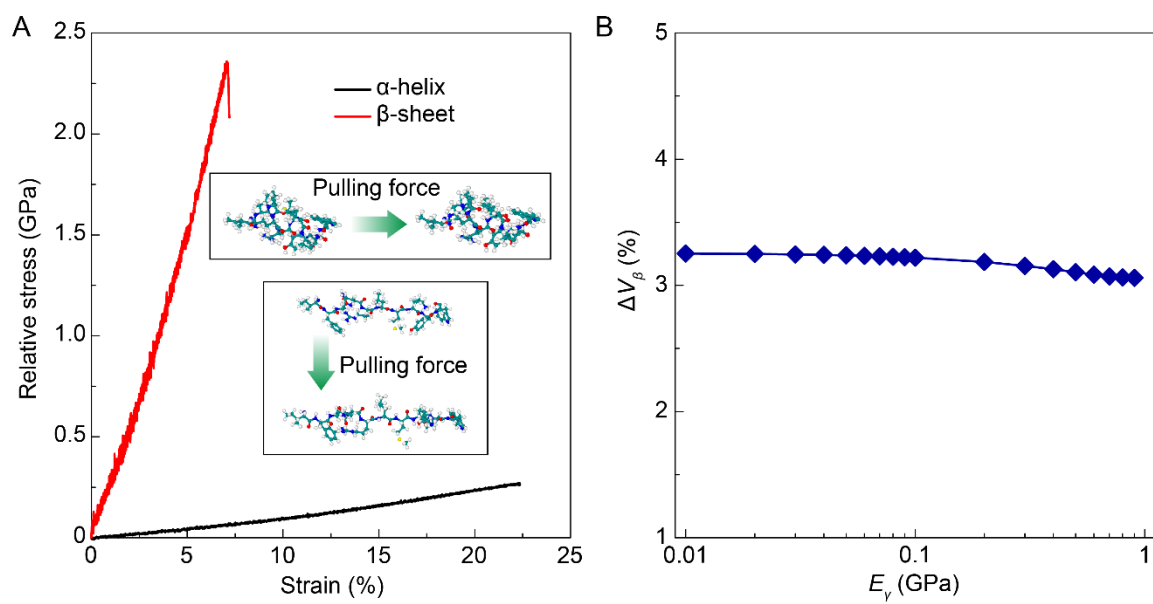 A
2.5
2.0
1.5
1.0
0.5
0
Relative stress (GPa)
α-helix
β-sheet
Pulling force
Pulling force
0
5
10
15
20
25
Strain (%)
B
5
4
3
2
1
ΔVβ (%)
0.01
0.1
1
Eγ (GPa)